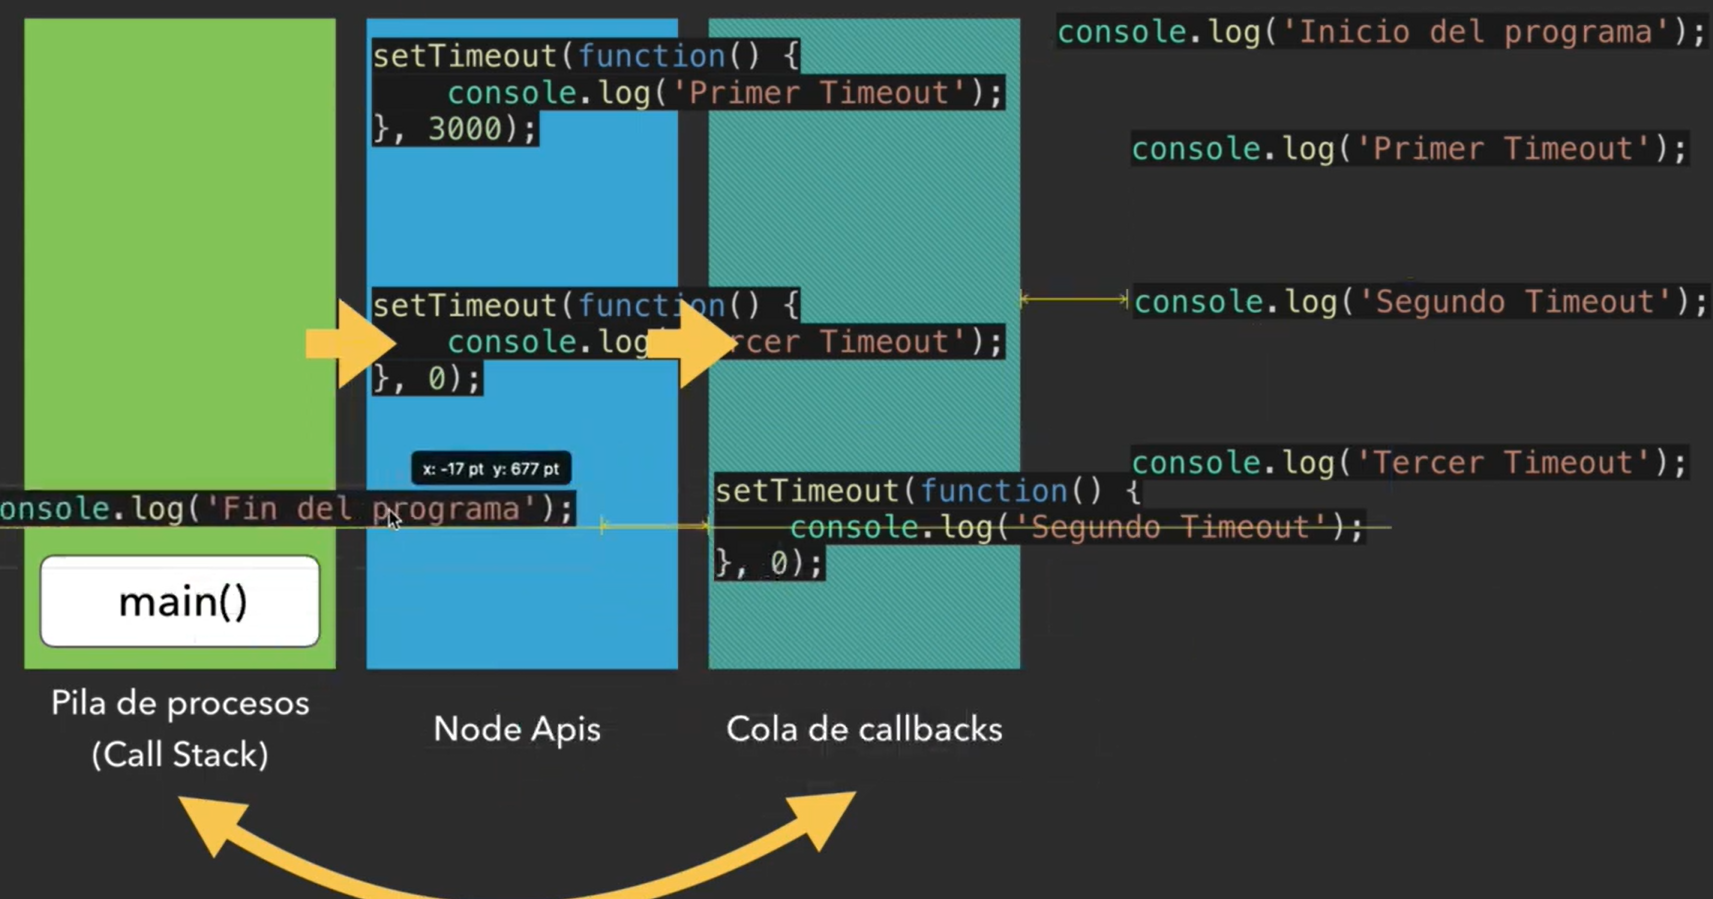 setTimeout(function() {
console.log('Primer Timeout');
}, 3000);
setTimeout(function() {
console.log rcer Timeout');
}, 0);
x: -17 pt y: 677 pt
onsole.log('Fin del programa');
main()
setTimeout(function() {
console.log('Segundo Timeout');
}, 0);
console.log('Inicio del programa');
console.log('Primer Timeout');
console.log('Segundo Timeout');
console.log('Tercer Timeout');
Pila de procesos
(Call Stack)
Node Apis
Cola de callbacks